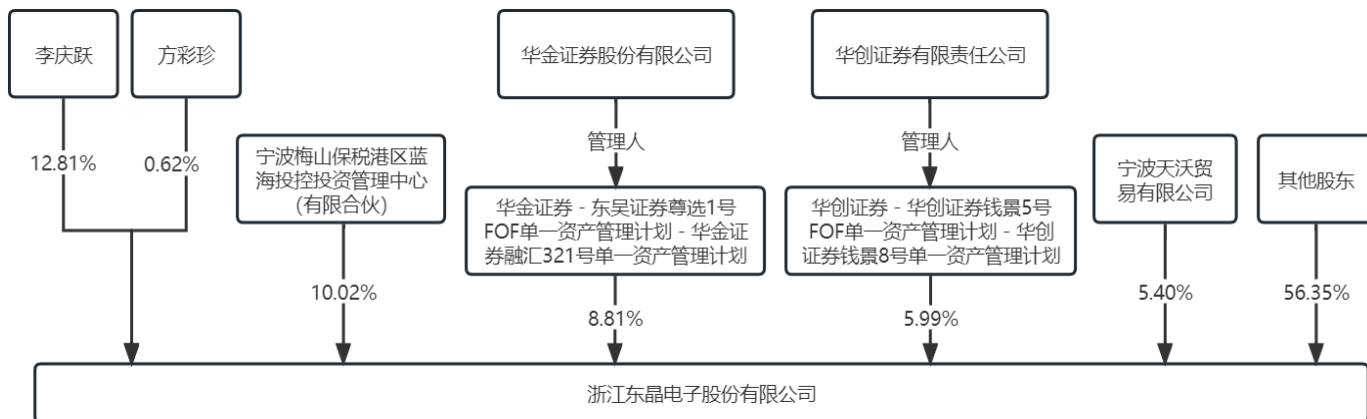 李庆跃
方彩珍
华金证券股份有限公司
华创证券有限责任公司
12.81%
0.62%
宁波梅山保税港区蓝
海投控投资管理中心
(有限合伙)
管理人
管理人
宁波天沃贸
易有限公司
其他股东
华金证券 - 东吴证券尊选1号
FOF单一资产管理计划 - 华金证
券融汇321号单一资产管理计划
华创证券 - 华创证券钱景5号
FOF单一资产管理计划 - 华创
证券钱景8号单一资产管理计划
10.02%
8.81%
5.99%
5.40%
56.35%
浙江东晶电子股份有限公司